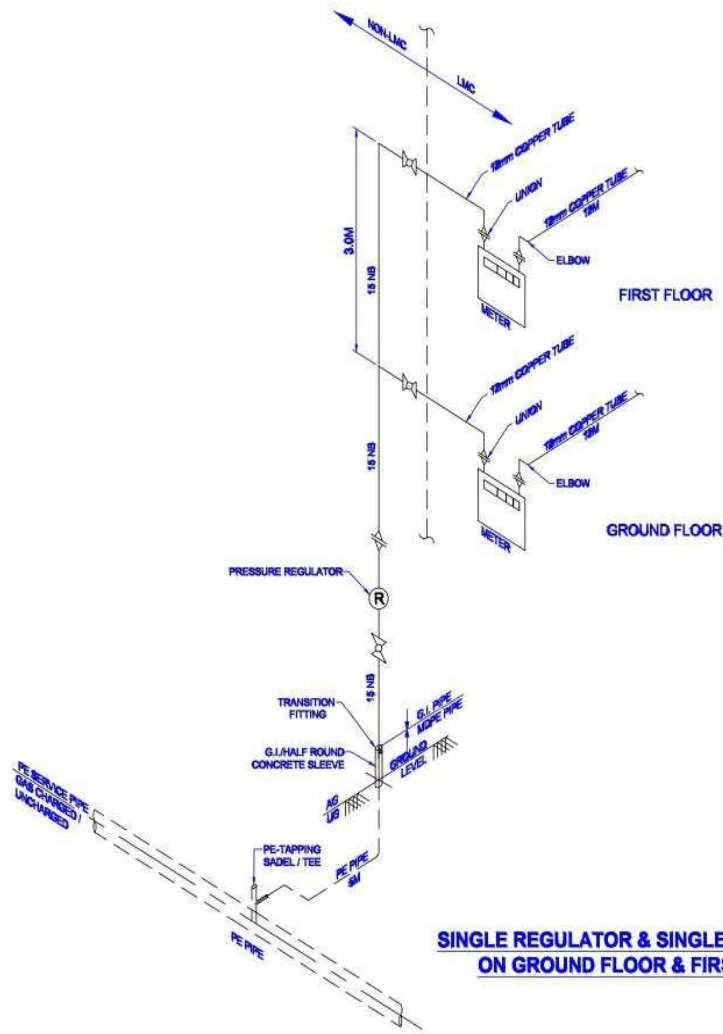 NON-LMC
LMC
12mm COPPER TUBE
UNION
12mm COPPER TUBE
12M
ELBOW
METER
FIRST FLOOR
3.0M
15 NB
12mm COPPER TUBE
UNION
12mm COPPER TUBE
12M
ELBOW
METER
GROUND FLOOR
15 NB
PRESSURE REGULATOR
R
15 NB
TRANSITION
FITTING
G.I. PIPE
MDPE PIPE
G.I./HALF ROUND
CONCRETE SLEEVE
GROUND
LEVEL
AG
UG
PE SERVICE PIPE
GAS CHARGED /
UNCHARGED
PE-TAPPING
SADEL / TEE
PE PIPE
5M
PE PIPE
SINGLE REGULATOR & SINGLE
ON GROUND FLOOR & FIRS